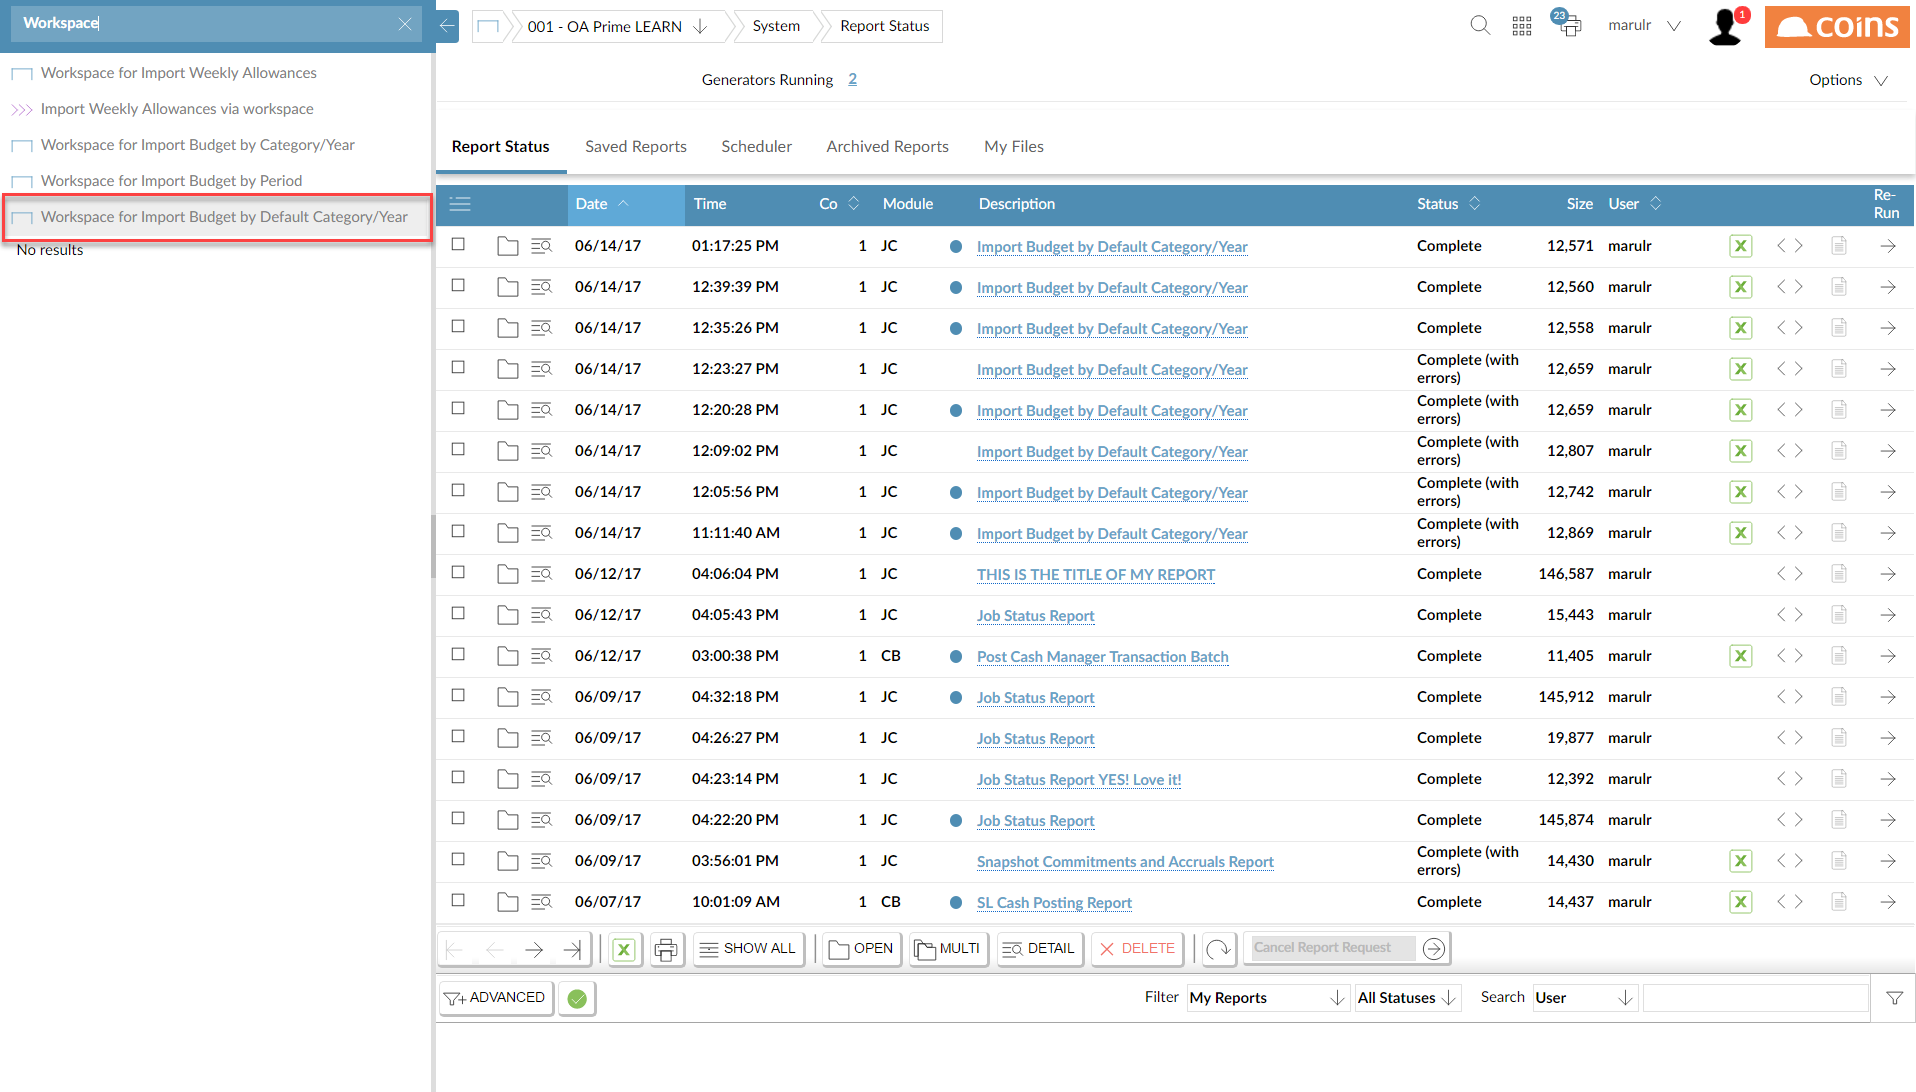 Workspace
Workspace for Import Weekly Allowances
Import Weekly Allowances via workspace
Workspace for Import Budget by Category/Year
Workspace for Import Budget by Period
Workspace for Import Budget by Default Category/Year
No results
001 - OA Prime LEARN
System
Report Status
23
marulr
1
coins
Generators Running 2
Options
Report Status Saved Reports Scheduler Archived Reports My Files
Date Time Co Module Description Status Size User Re-
Run
06/14/17 01:17:25 PM 1 JC Import Budget by Default Category/Year Complete 12,571 marulr
06/14/17 12:39:39 PM 1 JC Import Budget by Default Category/Year Complete 12,560 marulr
06/14/17 12:35:26 PM 1 JC Import Budget by Default Category/Year Complete 12,558 marulr
06/14/17 12:23:27 PM 1 JC Import Budget by Default Category/Year Complete (with
errors) 12,659 marulr
06/14/17 12:20:28 PM 1 JC Import Budget by Default Category/Year Complete (with
errors) 12,659 marulr
06/14/17 12:09:02 PM 1 JC Import Budget by Default Category/Year Complete (with
errors) 12,807 marulr
06/14/17 12:05:56 PM 1 JC Import Budget by Default Category/Year Complete (with
errors) 12,742 marulr
06/14/17 11:11:40 AM 1 JC Import Budget by Default Category/Year Complete (with
errors) 12,869 marulr
06/12/17 04:06:04 PM 1 JC THIS IS THE TITLE OF MY REPORT Complete 146,587 marulr
06/12/17 04:05:43 PM 1 JC Job Status Report Complete 15,443 marulr
06/12/17 03:00:38 PM 1 CB Post Cash Manager Transaction Batch Complete 11,405 marulr
06/09/17 04:32:18 PM 1 JC Job Status Report Complete 145,912 marulr
06/09/17 04:26:27 PM 1 JC Job Status Report Complete 19,877 marulr
06/09/17 04:23:14 PM 1 JC Job Status Report YES! Love it! Complete 12,392 marulr
06/09/17 04:22:20 PM 1 JC Job Status Report Complete 145,874 marulr
06/09/17 03:56:01 PM 1 JC Snapshot Commitments and Accruals Report Complete (with
errors) 14,430 marulr
06/07/17 10:01:09 AM 1 CB SL Cash Posting Report Complete 14,437 marulr
SHOW ALL OPEN MULTI DETAIL DELETE Cancel Report Request
ADVANCED Filter My Reports All Statuses Search User